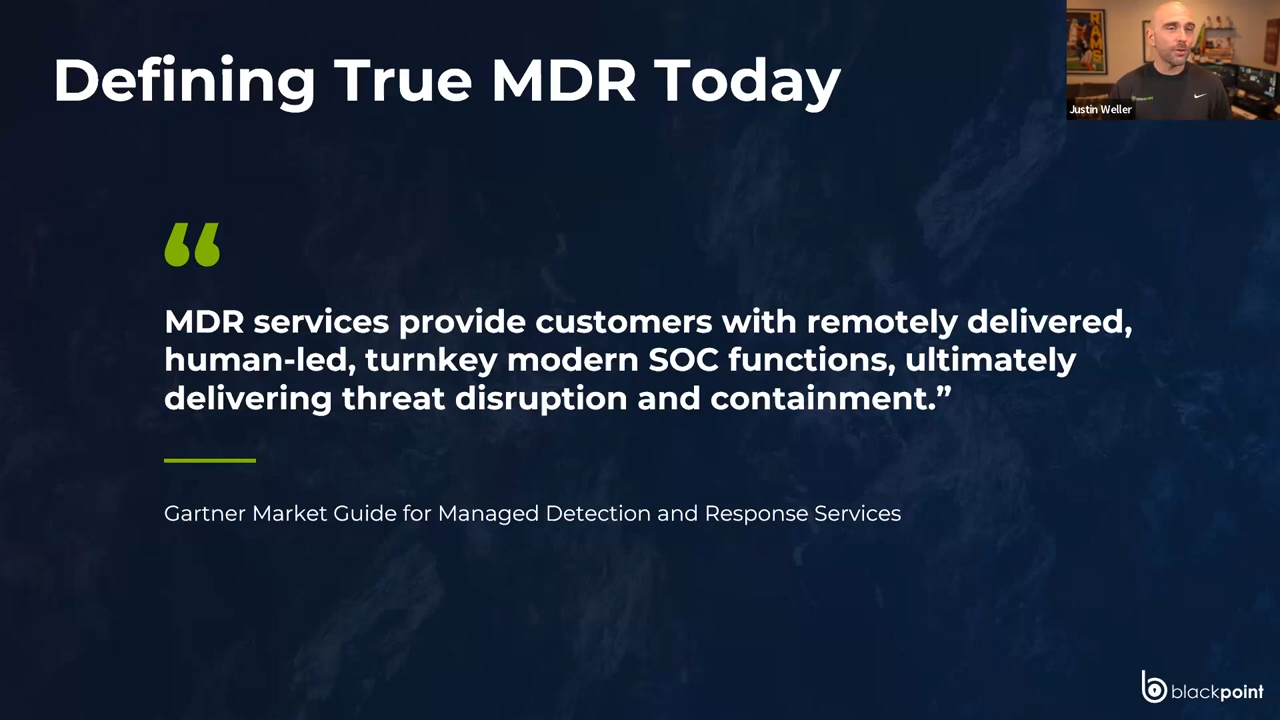 Defining True MDR Today
Justin Weller
“
MDR services provide customers with remotely delivered,
human-led, turnkey modern SOC functions, ultimately
delivering threat disruption and containment.”
Gartner Market Guide for Managed Detection and Response Services
blackpoint